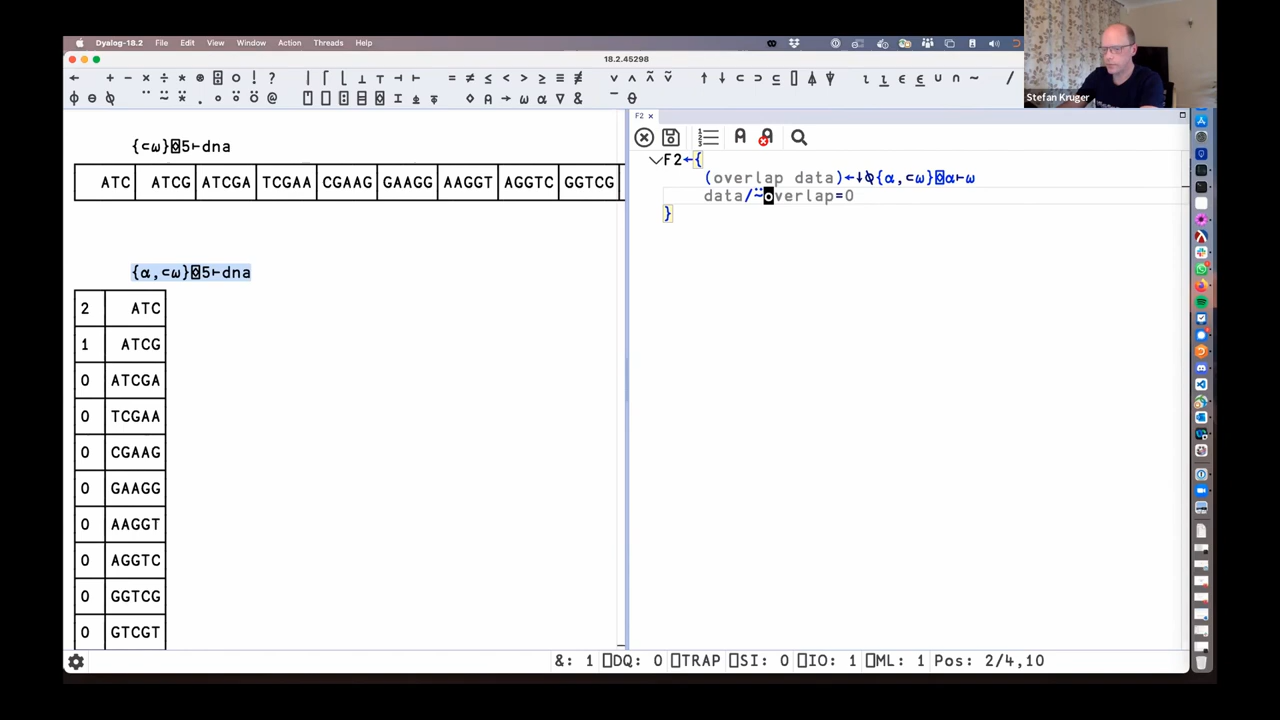 Dyalog-18.2 File Edit View Window Action Threads Help
18.2.45298
Stefan Kruger
F2 ×
{⊂⍵}⌺5⊢dna
ATC ATCG ATCGA TCGAA CGAAG GAAGG AAGGT AGGTC GGTCG
{⍺,⊂⍵}⌺5⊢dna
2 ATC
1 ATCG
0 ATCGA
0 TCGAA
0 CGAAG
0 GAAGG
0 AAGGT
0 AGGTC
0 GGTCG
0 GTCGT
F2←{
(overlap data)←↓⍉{⍺,⊂⍵}⌺⍺⊢⍵
data/⍨overlap=0
}
&: 1 ⎕DQ: 0 ⎕TRAP ⎕SI: 0 ⎕IO: 1 ⎕ML: 1 Pos: 2/4,10